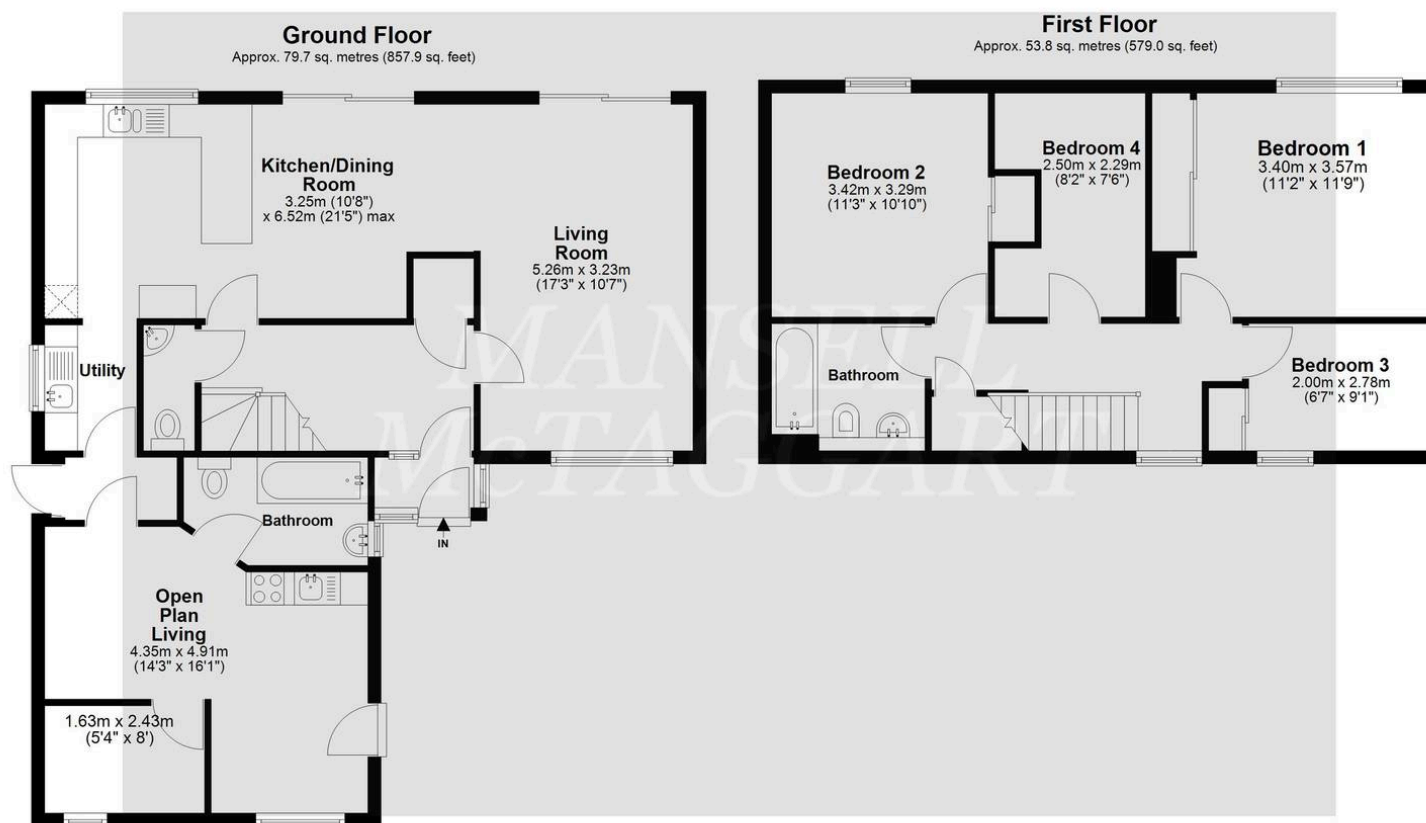 Ground Floor
Approx. 79.7 sq. metres (857.9 sq. feet)
Kitchen/Dining
Room
3.25m (10'8")
x 6.52m (21'5") max
Living
Room
5.26m x 3.23m
(17'3" x 10'7")
Utility
Bathroom
IN
Open
Plan
Living
4.35m x 4.91m
(14'3" x 16'1")
1.63m x 2.43m
(5'4" x 8')
First Floor
Approx. 53.8 sq. metres (579.0 sq. feet)
Bedroom 2
3.42m x 3.29m
(11'3" x 10'10")
Bedroom 4
2.50m x 2.29m
(8'2" x 7'6")
Bedroom 1
3.40m x 3.57m
(11'2" x 11'9")
Bathroom
Bedroom 3
2.00m x 2.78m
(6'7" x 9'1")
MANSELL
McTAGGART